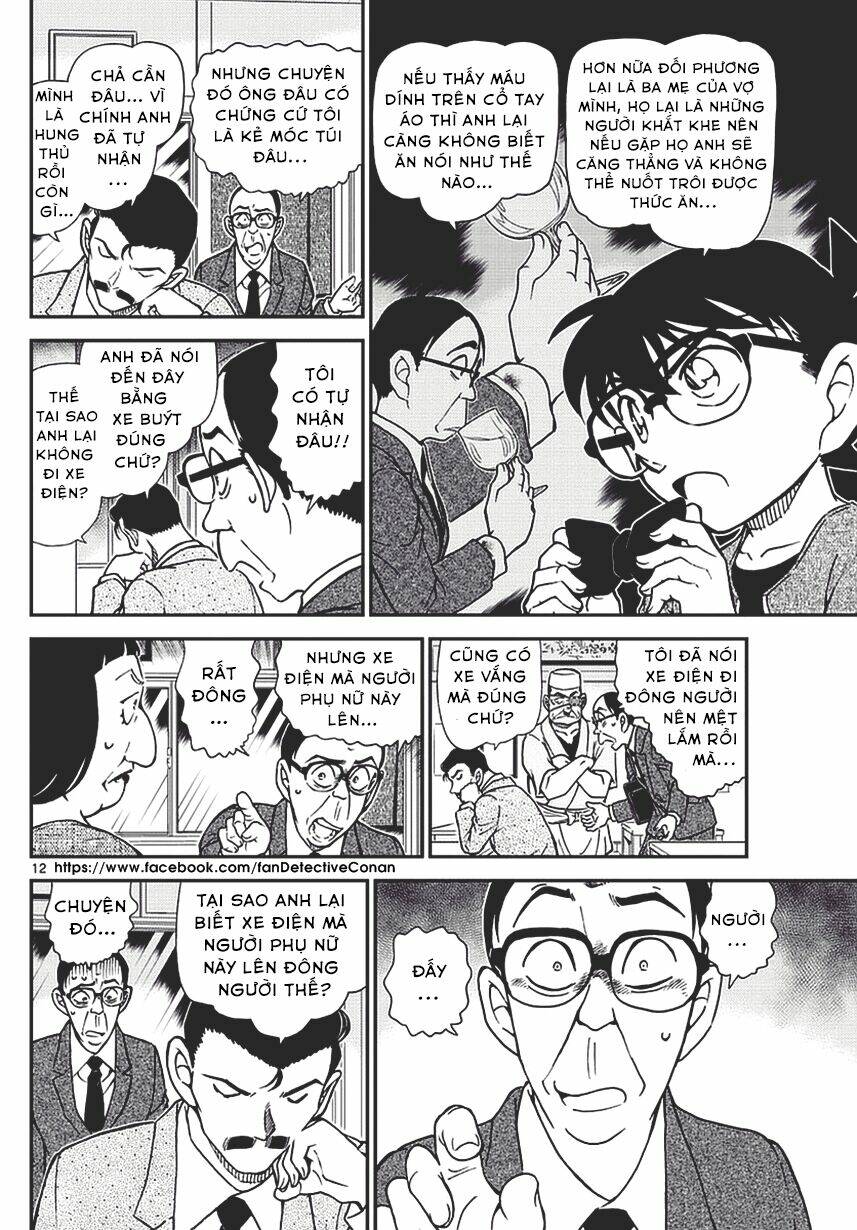 HƠN NỮA ĐỐI PHƯƠNG
LẠI LÀ BA MẸ CỦA VỢ
MÌNH, HỌ LẠI LÀ NHỮNG
NGƯỜI KHẮT KHE NÊN
NẾU GẶP HỌ ANH SẼ
CĂNG THẲNG VÀ KHÔNG
THỂ NUỐT TRÔI ĐƯỢC
THỨC ĂN...
NẾU THẤY MÁU
DÍNH TRÊN CỔ TAY
ÁO THÌ ANH LẠI
CÀNG KHÔNG BIẾT
ĂN NÓI NHƯ THẾ
NÀO...
NHƯNG CHUYỆN
ĐÓ ÔNG ĐÂU CÓ
CHỨNG CỨ TÔI
LÀ KẺ MÓC TÚI
ĐÂU...
CHẢ CẦN
ĐÂU... VÌ
CHÍNH ANH
ĐÃ TỰ
NHẬN
...
MÌNH
LÀ
HUNG
THỦ
RỒI
CÒN
GÌ...
TÔI
CÓ TỰ
NHẬN
ĐÂU!!
ANH ĐÃ NÓI
ĐẾN ĐÂY
BẰNG
XE BUÝT
ĐÚNG
CHỨ?
THẾ
TẠI SAO
ANH LẠI
KHÔNG
ĐI XE
ĐIỆN?
TÔI ĐÃ NÓI
XE ĐIỆN ĐI
ĐÔNG NGƯỜI
NÊN MỆT
LẮM RỒI
MÀ...
CŨNG CÓ
XE VẮNG
MÀ ĐÚNG
CHỨ?
NHƯNG XE
ĐIỆN MÀ NGƯỜI
PHỤ NỮ NÀY
LÊN...
RẤT
ĐÔNG
...
12 https://www.facebook.com/fanDetectiveConan
NGƯỜI
...
ĐẤY
...
TẠI SAO ANH LẠI
BIẾT XE ĐIỆN MÀ
NGƯỜI PHỤ NỮ
NÀY LÊN ĐÔNG
NGƯỜI THẾ?
CHUYỆN
ĐÓ...